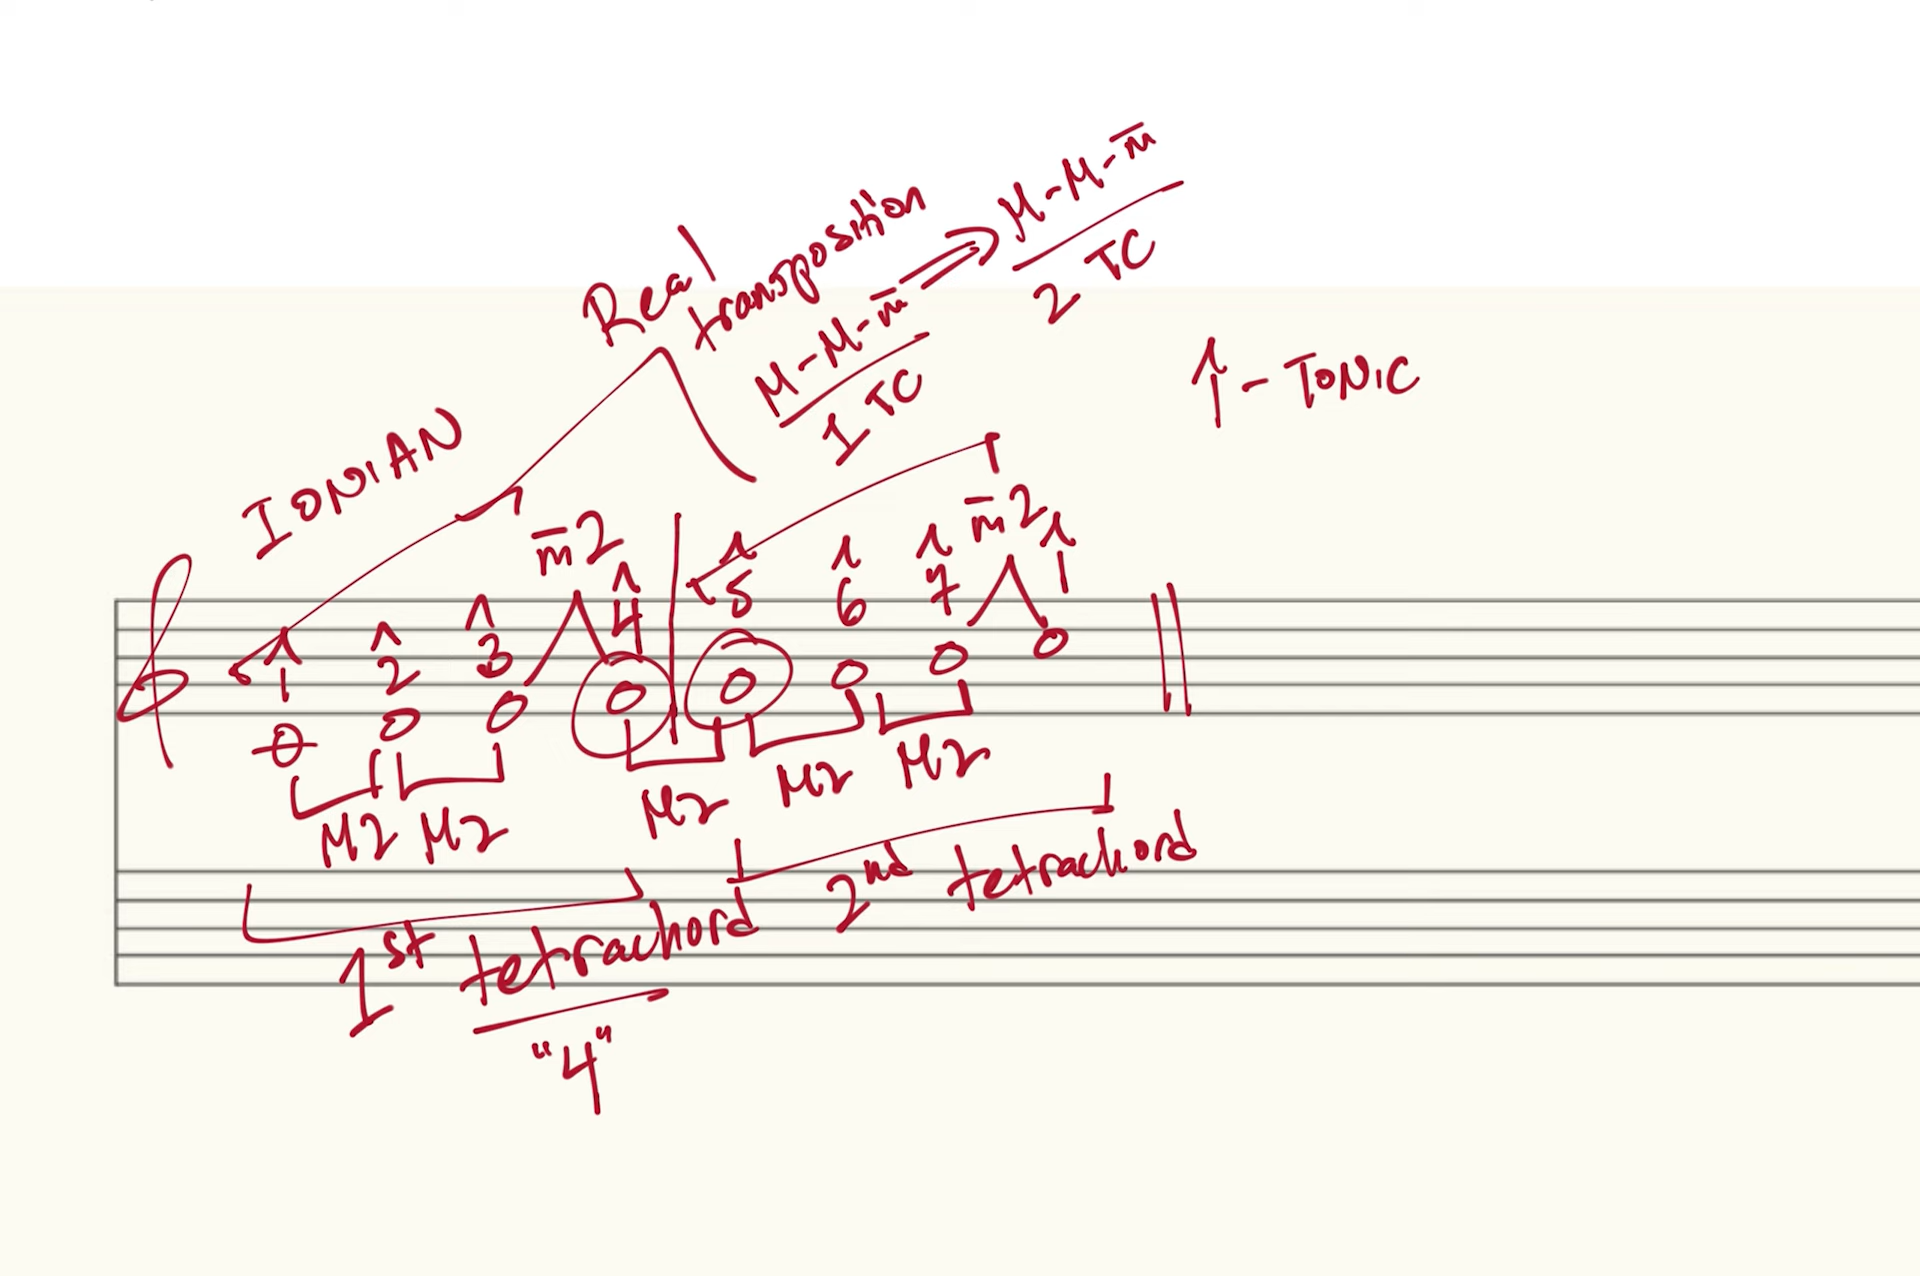 Real
transposition
M-M-m̅ ⇒ M-M-m̅
1 TC
2 TC
1̂ - TONIC
IONIAN
m̅2
m̅2
1̂ 2̂ 3̂ 4̂ 5̂ 6̂ 7̂ 1̂
M2 M2 M2 M2 M2
1st tetrachord
2nd tetrachord
"4"